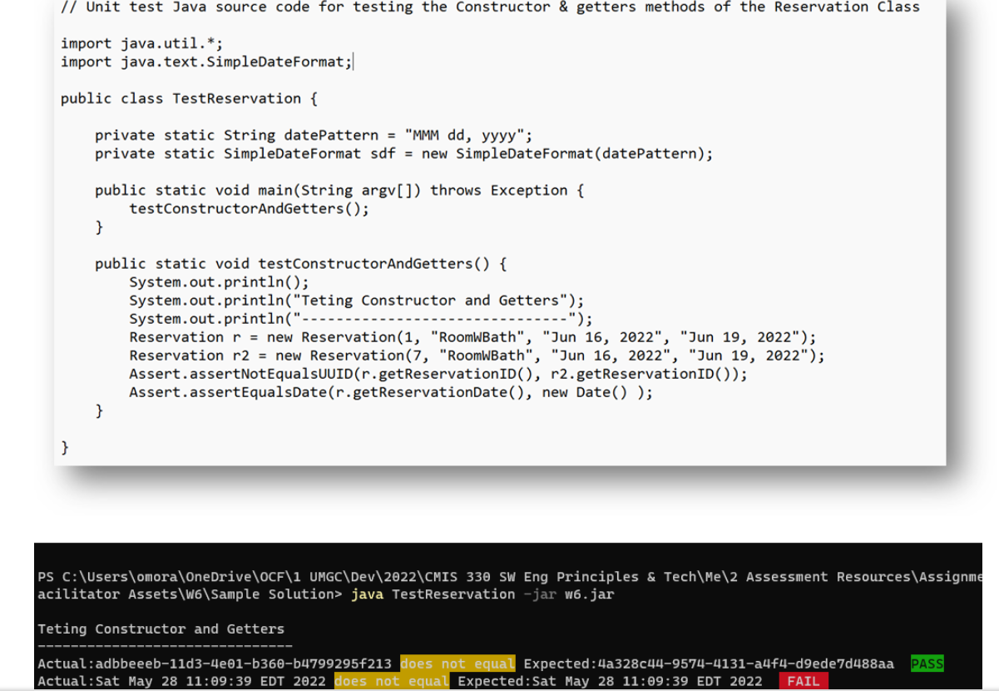 // Unit test Java source code for testing the Constructor & getters methods of the Reservation Class
import java.util.*;
import java.text.SimpleDateFormat;
public class TestReservation {
private static String datePattern = "MMM dd, yyyy";
private static SimpleDateFormat sdf = new SimpleDateFormat(datePattern);
public static void main(String argv[]) throws Exception {
testConstructorAndGetters();
}
public static void testConstructorAndGetters() {
System.out.println();
System.out.println("Teting Constructor and Getters");
System.out.println("-------------------------------");
Reservation r = new Reservation(1, "RoomWBath", "Jun 16, 2022", "Jun 19, 2022");
Reservation r2 = new Reservation(7, "RoomWBath", "Jun 16, 2022", "Jun 19, 2022");
Assert.assertNotEqualsUUID(r.getReservationID(), r2.getReservationID());
Assert.assertEqualsDate(r.getReservationDate(), new Date() );
}
}
PS C:\Users\omora\OneDrive\OCF\1 UMGC\Dev\2022\CMIS 330 SW Eng Principles & Tech\Me\2 Assessment Resources\Assignme
acilitator Assets\W6\Sample Solution> java TestReservation -jar w6.jar
Teting Constructor and Getters
-------------------------------
Actual:adbbeeeb-11d3-4e01-b360-b4799295f213 does not equal Expected:4a328c44-9574-4131-a4f4-d9ede7d488aa PASS
Actual:Sat May 28 11:09:39 EDT 2022 does not equal Expected:Sat May 28 11:09:39 EDT 2022 FAIL